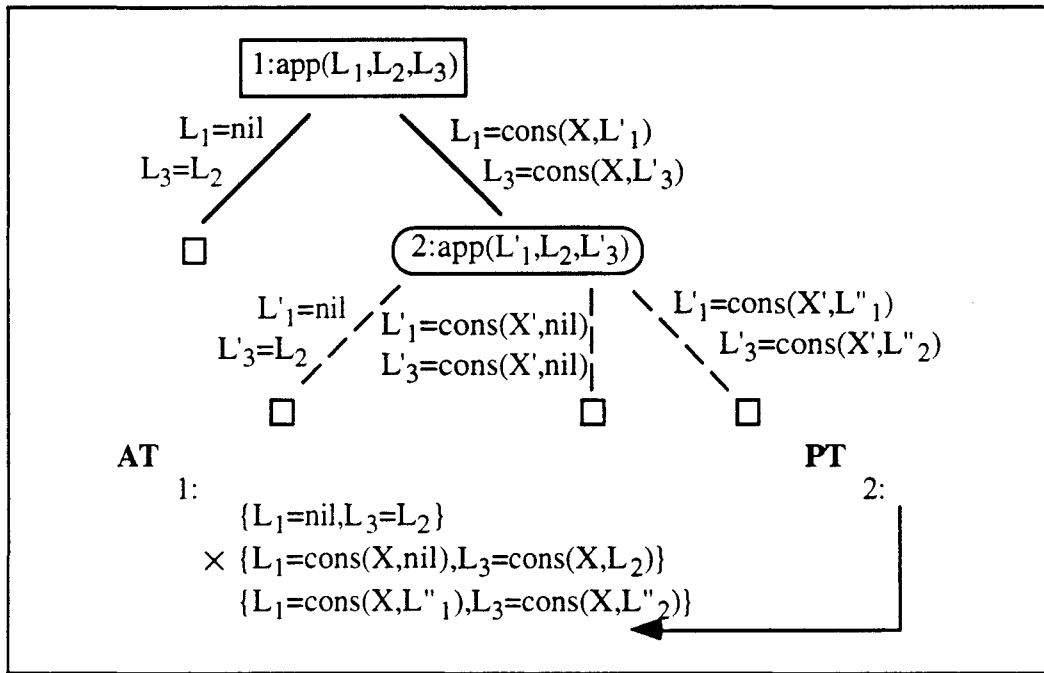 1:app(L₁,L₂,L₃)
L₁=nil
L₃=L₂
L₁=cons(X,L'₁)
L₃=cons(X,L'₃)
2:app(L'₁,L₂,L'₃)
L'₁=nil
L'₃=L₂
L'₁=cons(X',nil)
L'₃=cons(X',nil)
L'₁=cons(X',L"₁)
L'₃=cons(X',L"₂)
AT
1:
{L₁=nil,L₃=L₂}
× {L₁=cons(X,nil),L₃=cons(X,L₂)}
{L₁=cons(X,L"₁),L₃=cons(X,L"₂)}
PT
2: